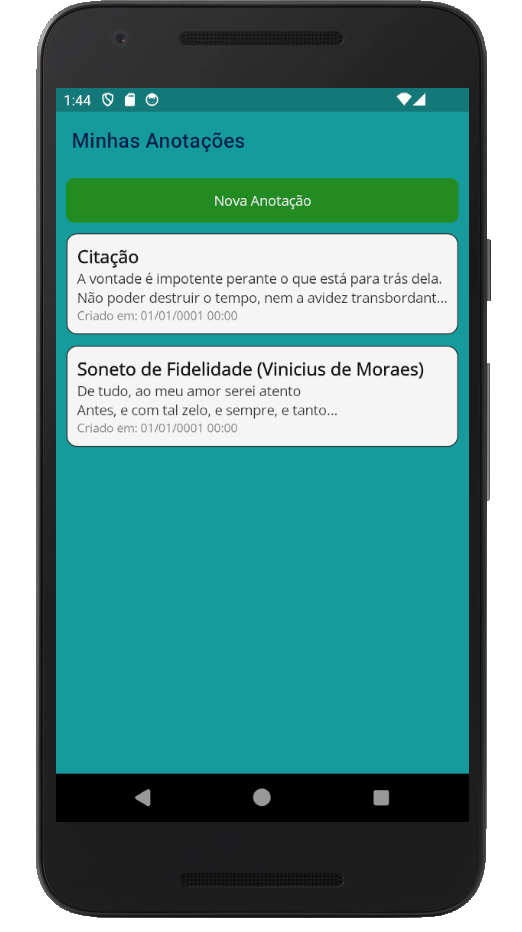 1:44
Minhas Anotações
Nova Anotação
Citação
A vontade é impotente perante o que está para trás dela.
Não poder destruir o tempo, nem a avidez transbordant...
Criado em: 01/01/0001 00:00
Soneto de Fidelidade (Vinicius de Moraes)
De tudo, ao meu amor serei atento
Antes, e com tal zelo, e sempre, e tanto...
Criado em: 01/01/0001 00:00